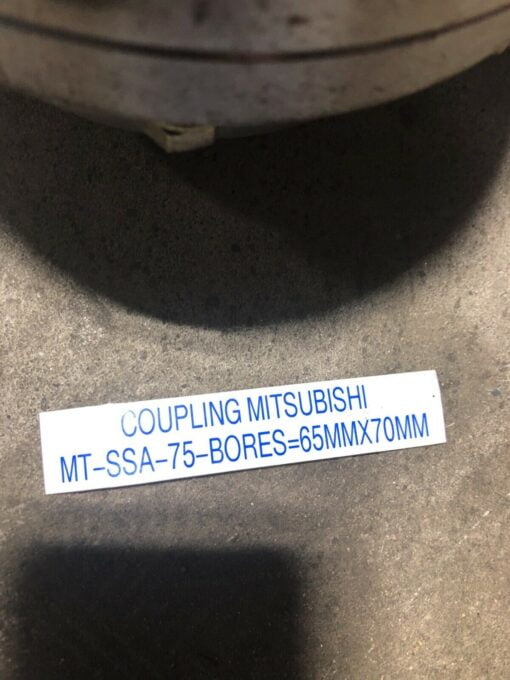 COUPLING MITSUBISHI
MT-SSA-75-BORES=65MMX70MM